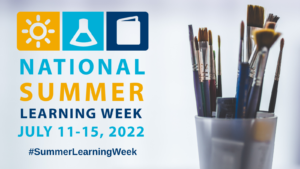 NATIONAL
SUMMER
LEARNING WEEK
JULY 11-15, 2022
#SummerLearningWeek